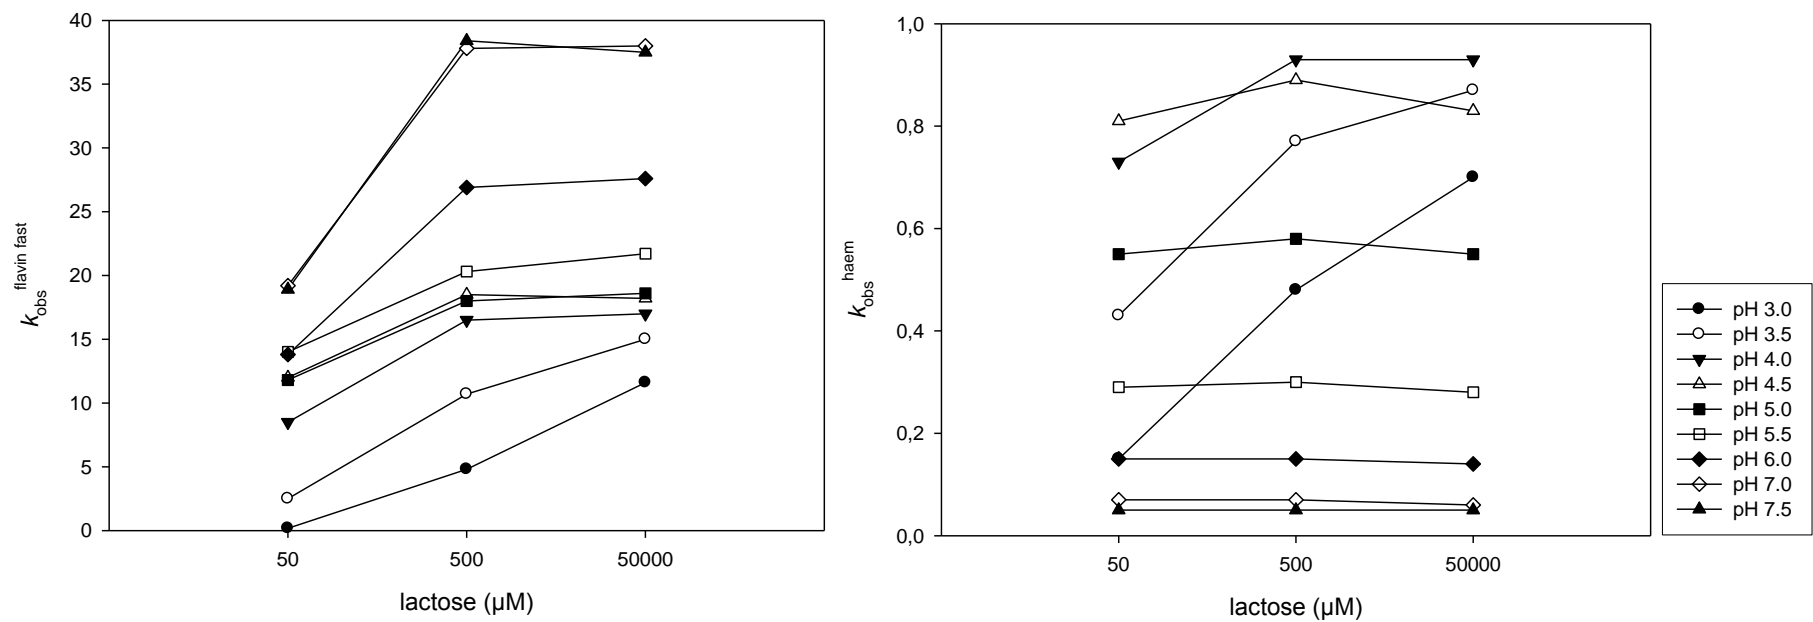 40
35
30
25
20
15
10
5
0
k_obs^flavin fast
50
500
50000
lactose (µM)
1,0
0,8
0,6
0,4
0,2
0,0
k_obs^haem
50
500
50000
lactose (µM)
pH 3.0
pH 3.5
pH 4.0
pH 4.5
pH 5.0
pH 5.5
pH 6.0
pH 7.0
pH 7.5